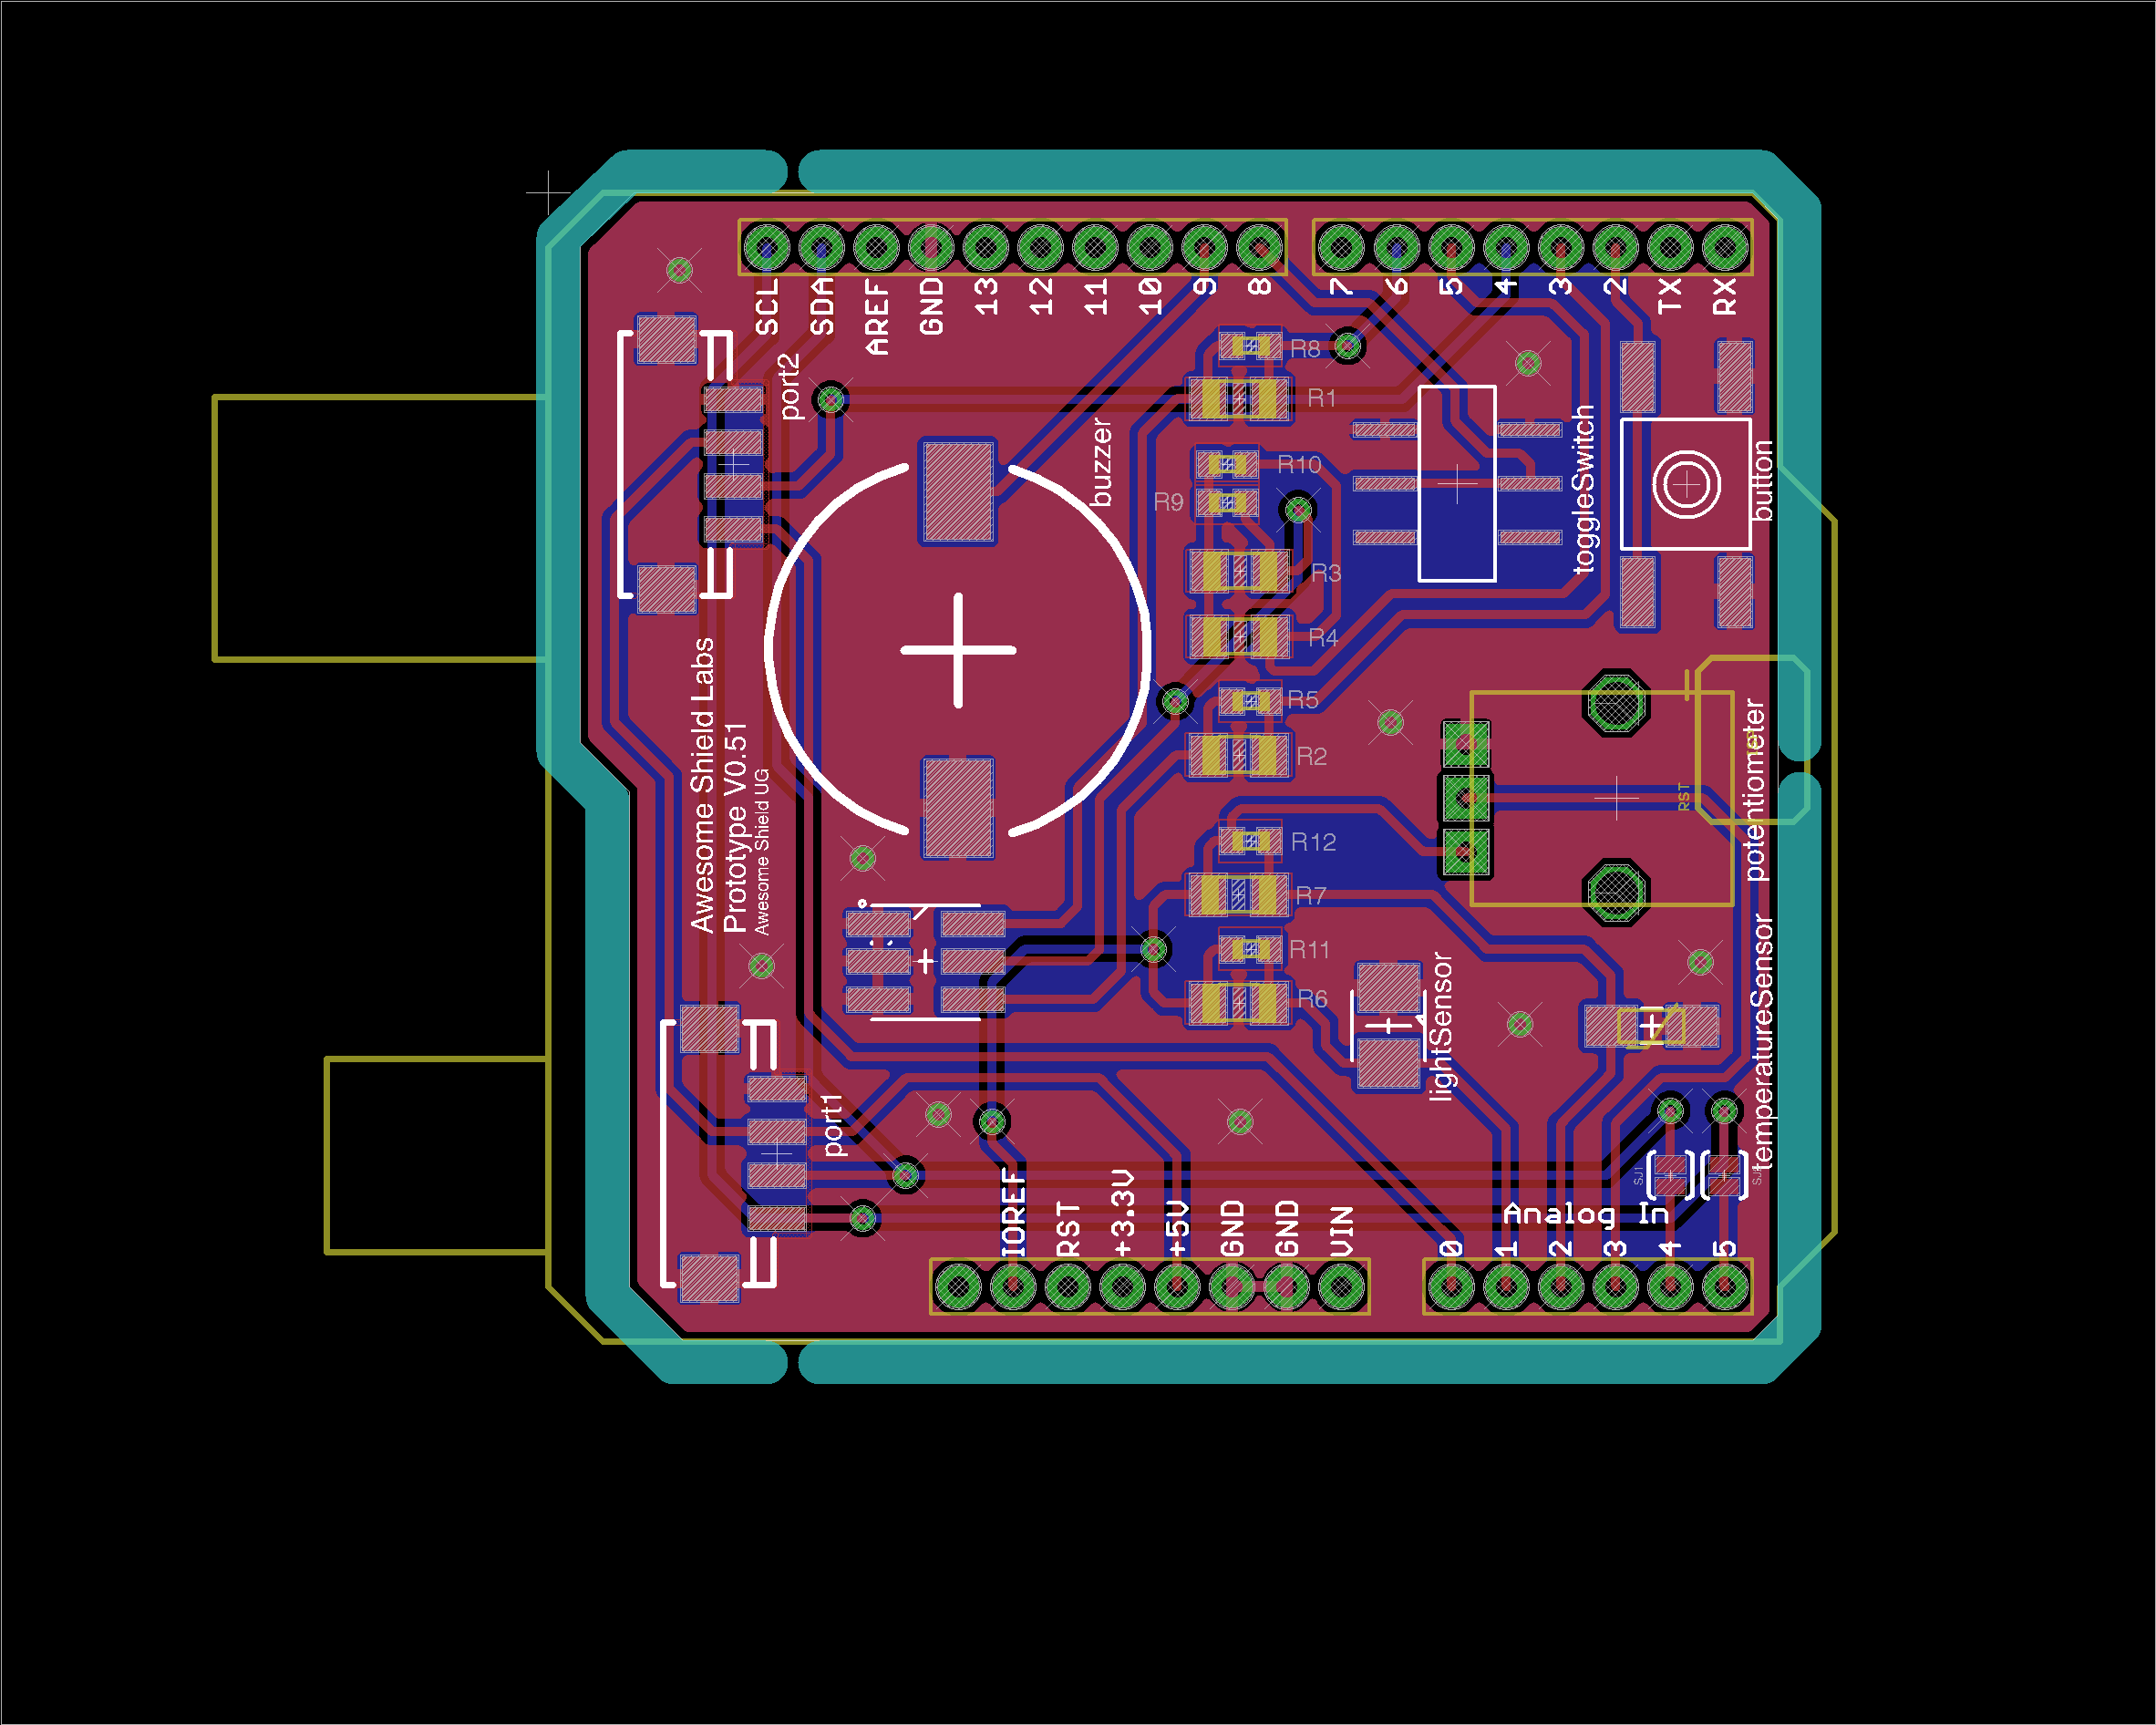 SCL
SDA
AREF
GND
13
12
11
10
9
8
7
6
5
4
3
2
TX
RX
port2
buzzer
R8
R1
R10
R9
R3
R4
R5
R2
R12
R7
R11
R6
toggleSwitch
button
Awesome Shield Labs
Prototype V0.51
Awesome Shield UG
RST
potentiometer
lightSensor
temperatureSensor
port1
SJ1
IOREF
RST
+3.3V
+5V
GND
GND
VIN
Analog In
0
1
2
3
4
5